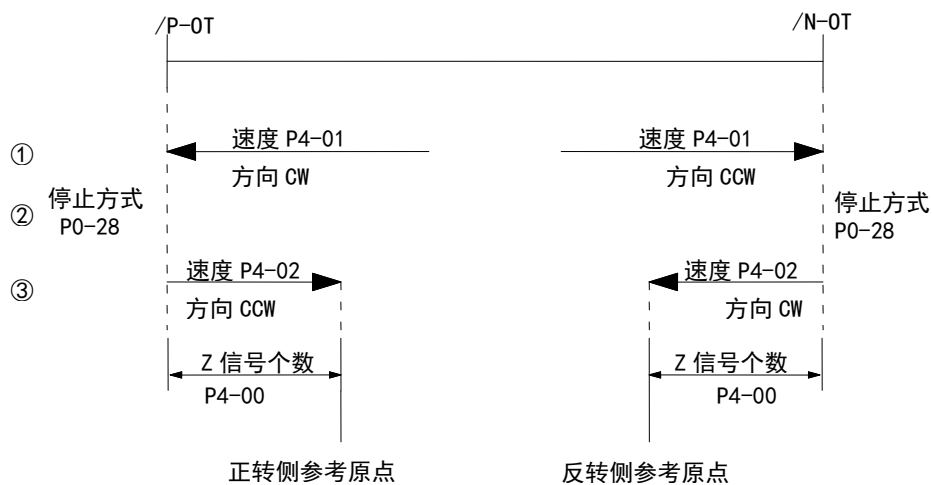 /P-OT
/N-OT
① 速度 P4-01 速度 P4-01
方向 CW 方向 CCW
② 停止方式 停止方式
P0-28 P0-28
③ 速度 P4-02 速度 P4-02
方向 CCW 方向 CW
Z 信号个数 Z 信号个数
P4-00 P4-00
正转侧参考原点 反转侧参考原点